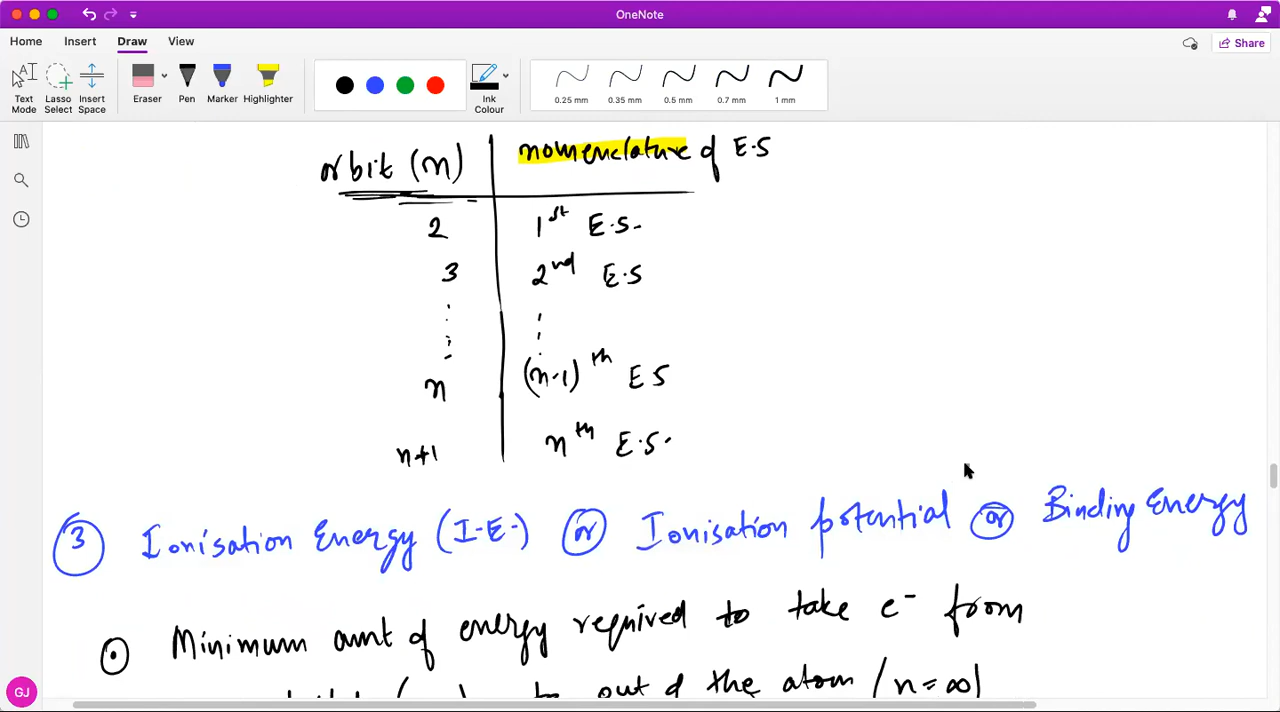 OneNote
Home Insert Draw View
Share
Text Mode
Lasso Select
Insert Space
Eraser
Pen
Marker
Highlighter
Ink Colour
0.25 mm 0.35 mm 0.5 mm 0.7 mm 1 mm
orbit (n) nomenclature of E.S
2 1st E.S.
3 2nd E.S
n (n-1)th E S
n+1 nth E.S.
3 Ionisation Energy (I.E.) or Ionisation potential or Binding Energy
Minimum amt of energy required to take e- from
to out of the atom (n=∞)
GJ